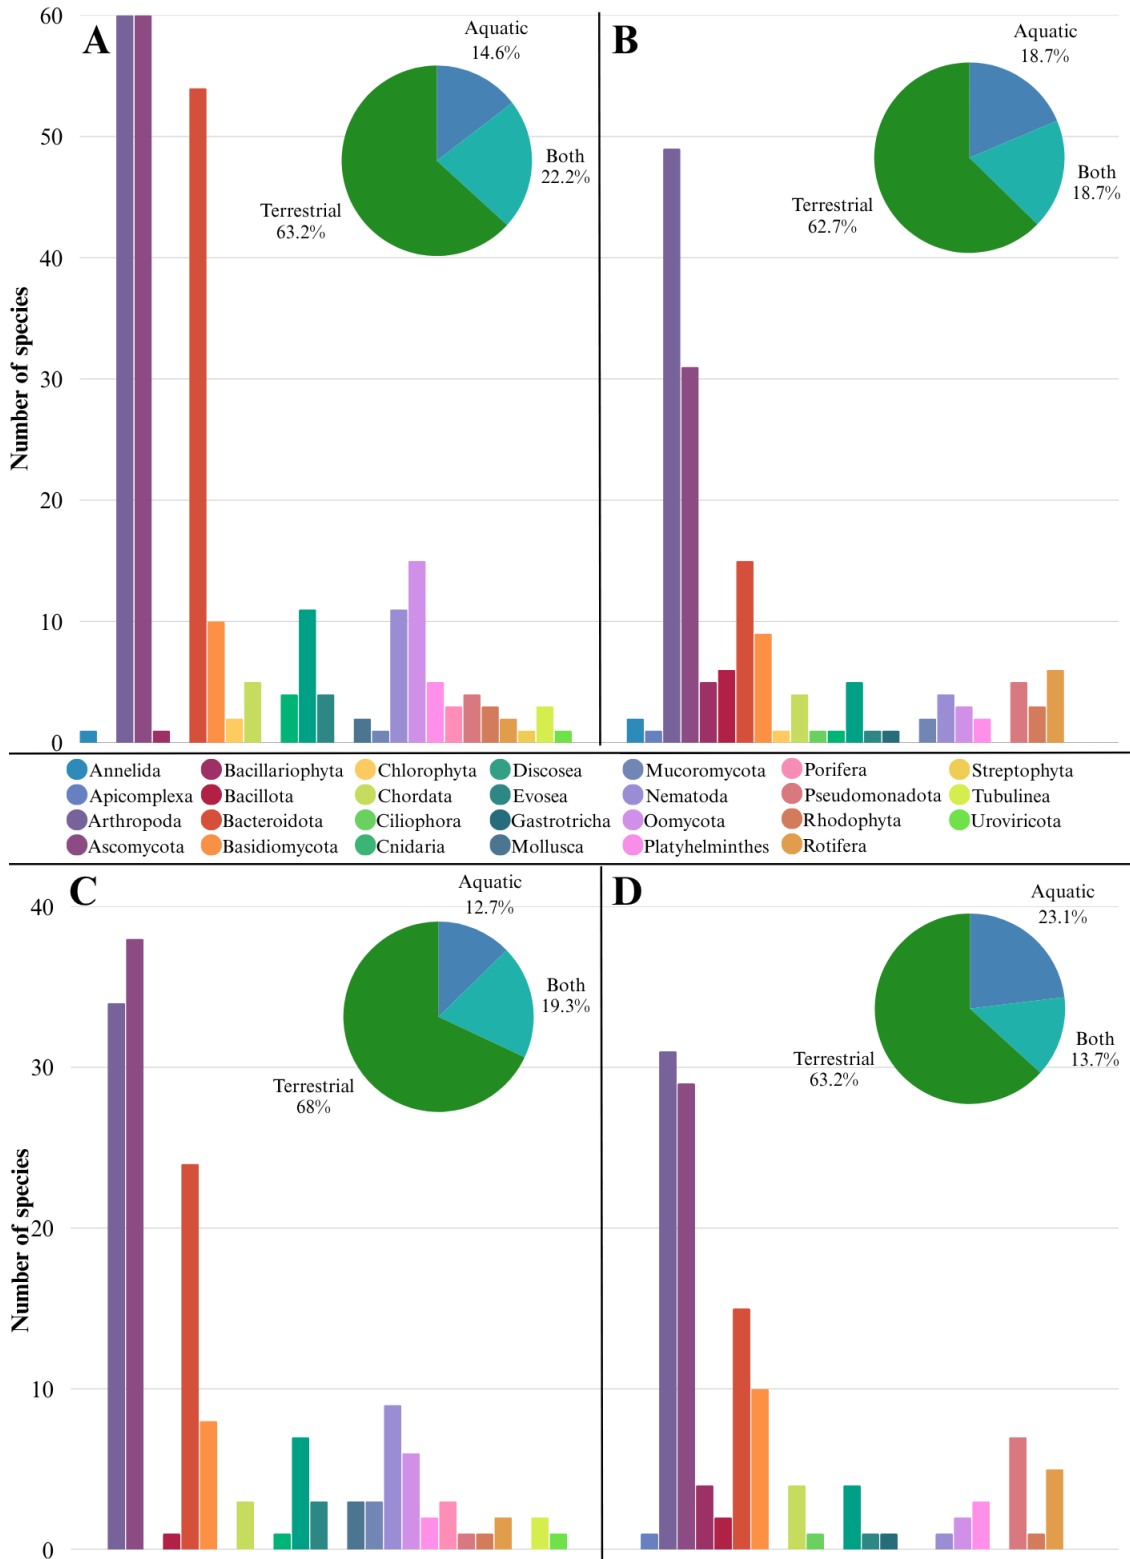 A
60
50
40
30
20
10
0
Number of species
Aquatic
14.6%
Both
22.2%
Terrestrial
63.2%
B
Aquatic
18.7%
Both
18.7%
Terrestrial
62.7%
Annelida
Apicomplexa
Arthropoda
Ascomycota
Bacillariophyta
Bacillota
Bacteroidota
Basidiomycota
Chlorophyta
Chordata
Ciliophora
Cnidaria
Discosea
Evosea
Gastrotricha
Mollusca
Mucoromycota
Nematoda
Oomycota
Platyhelminthes
Porifera
Pseudomonadota
Rhodophyta
Rotifera
Streptophyta
Tubulinea
Uroviricota
C
40
30
20
10
0
Number of species
Aquatic
12.7%
Both
19.3%
Terrestrial
68%
D
Aquatic
23.1%
Both
13.7%
Terrestrial
63.2%